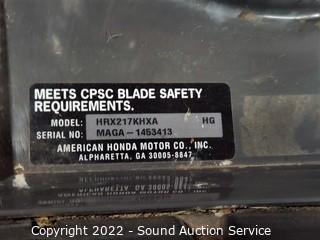 MEETS CPSC BLADE SAFETY
REQUIREMENTS.
MODEL: HRX217KHXA HG
SERIAL NO: MAGA-1453413
AMERICAN HONDA MOTOR CO., INC.
ALPHARETTA, GA 30005-8847
Copyright 2022 - Sound Auction Service